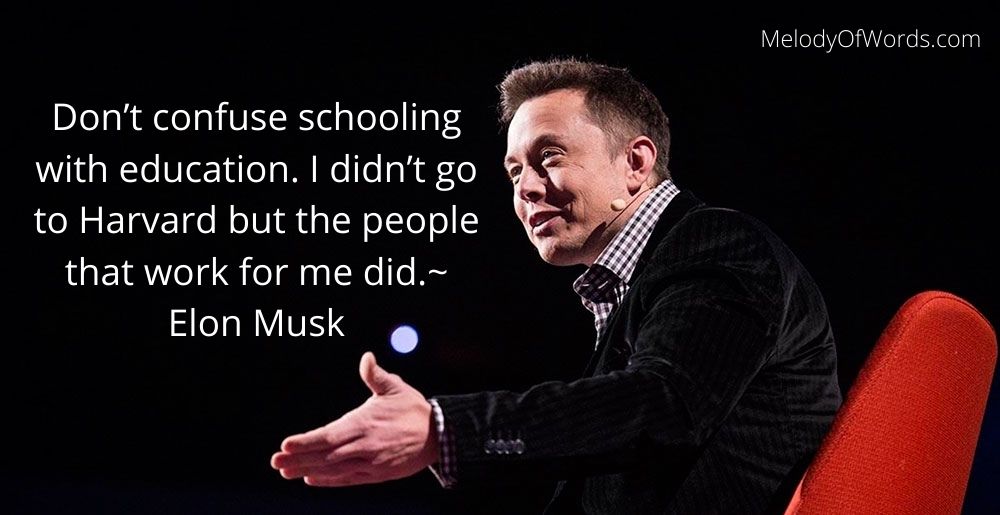 MelodyOfWords.com
Don’t confuse schooling
with education. I didn’t go
to Harvard but the people
that work for me did.~
Elon Musk